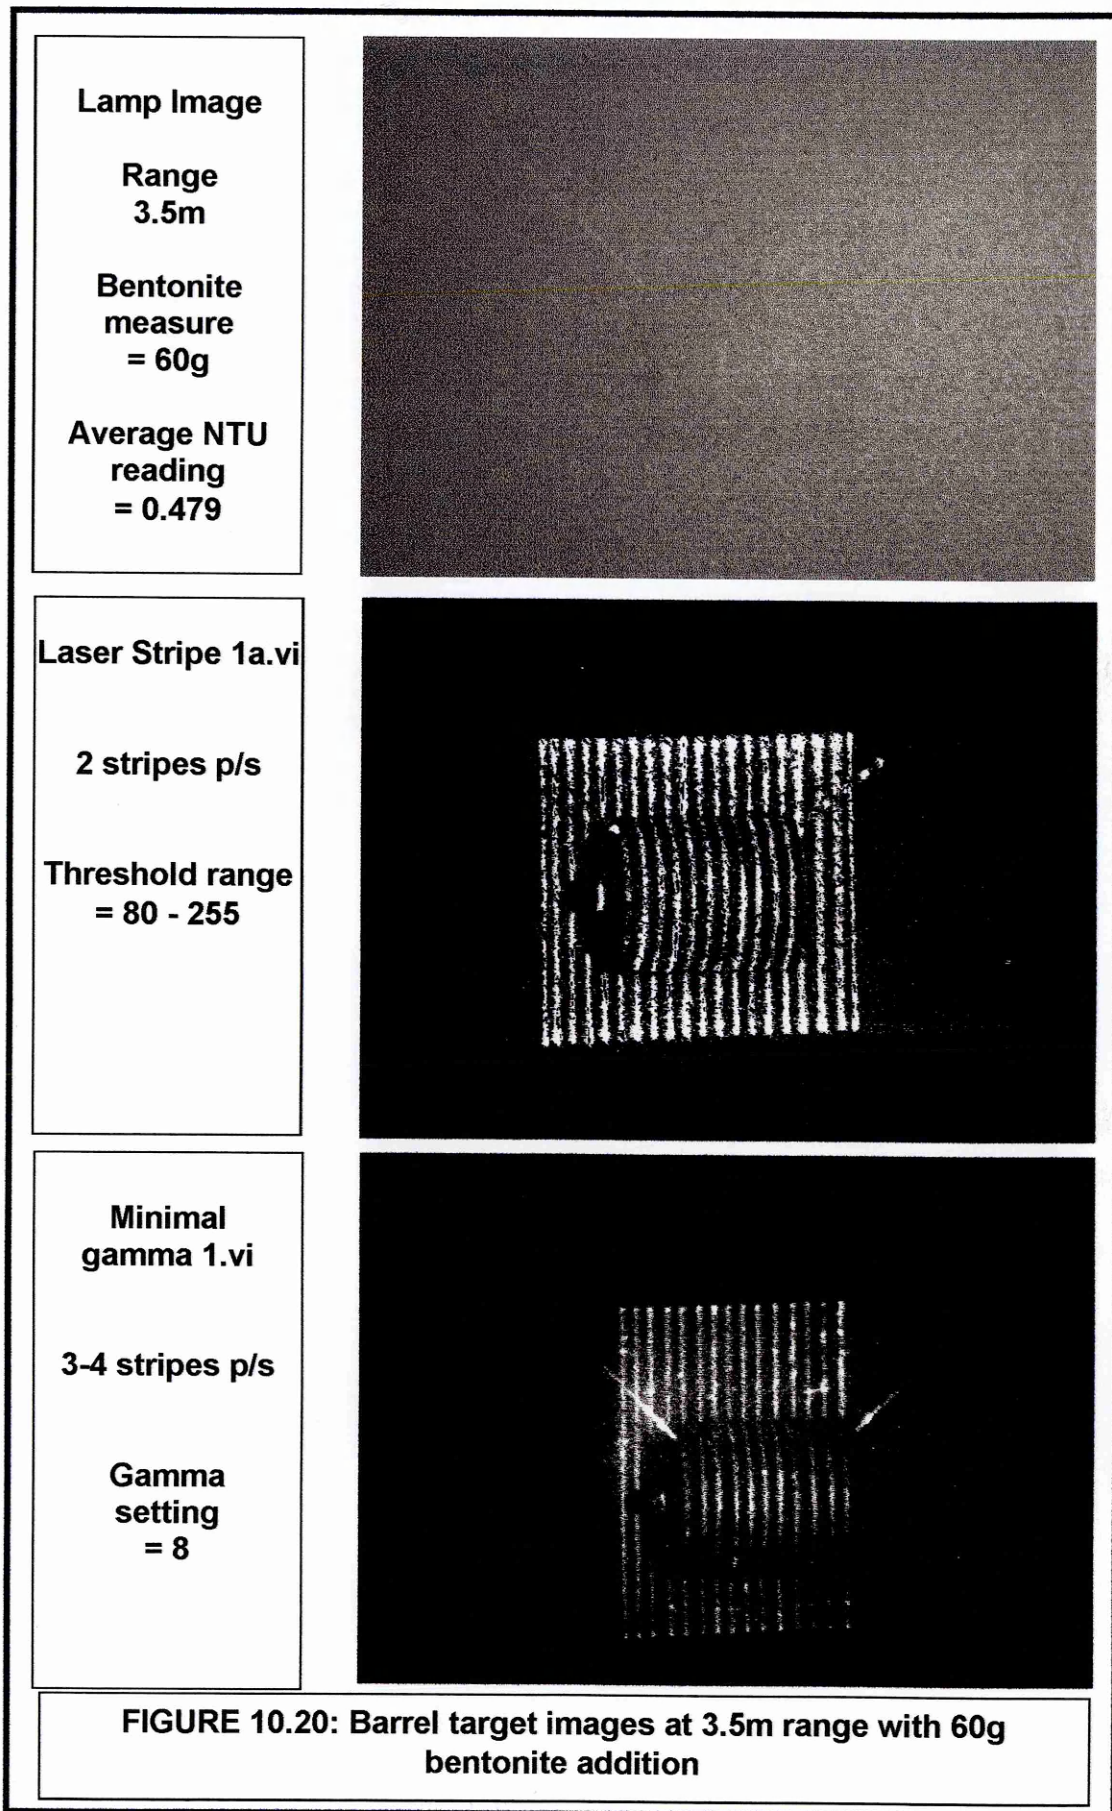 Lamp Image
Range
3.5m
Bentonite
measure
= 60g
Average NTU
reading
= 0.479
Laser Stripe 1a.vi
2 stripes p/s
Threshold range
= 80 - 255
Minimal
gamma 1.vi
3-4 stripes p/s
Gamma
setting
= 8
FIGURE 10.20: Barrel target images at 3.5m range with 60g
bentonite addition